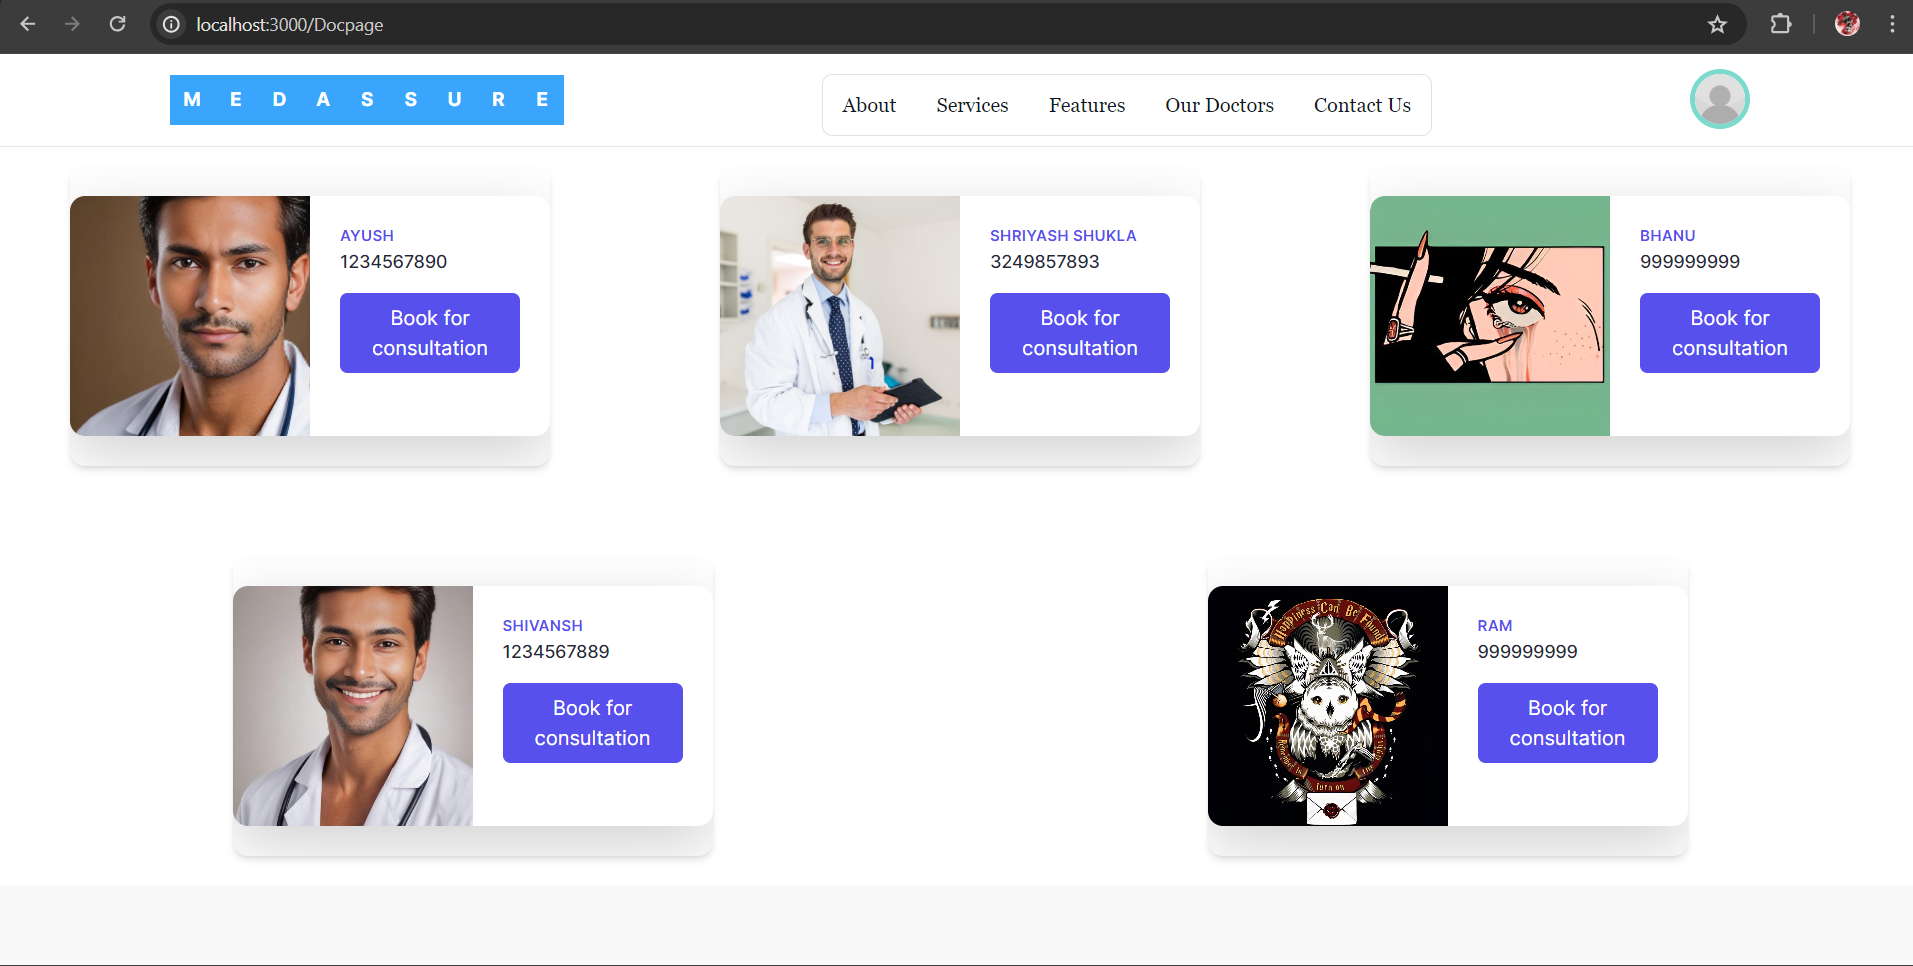 localhost:3000/Docpage
M E D A S S U R E
About Services Features Our Doctors Contact Us
AYUSH
1234567890
Book for
consultation
SHRIYASH SHUKLA
3249857893
Book for
consultation
BHANU
999999999
Book for
consultation
SHIVANSH
1234567889
Book for
consultation
Happiness Can Be Found
Turn on
RAM
999999999
Book for
consultation